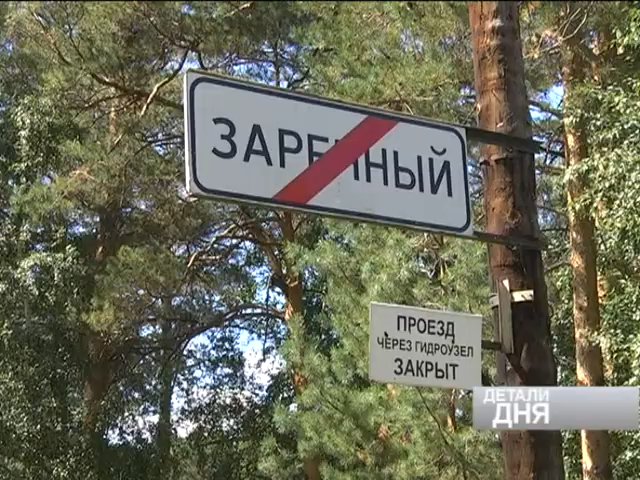 ЗАРЕЧНЫЙ
ПРОЕЗД
ЧЕРЕЗ ГИДРОУЗЕЛ
ЗАКРЫТ
ДЕТАЛИ
ДНЯ